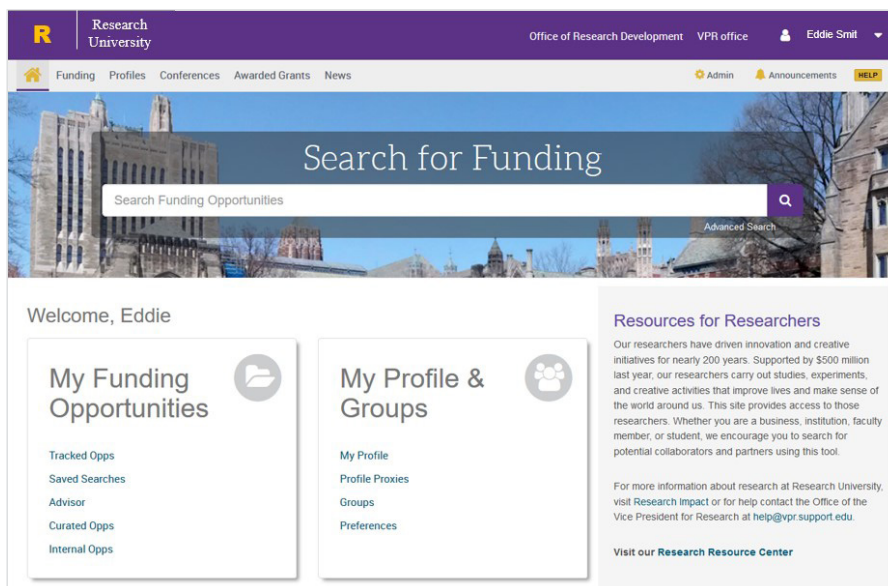 R
Research
University
Office of Research Development VPR office Eddie Smit
Funding Profiles Conferences Awarded Grants News Admin Announcements HELP
Search for Funding
Search Funding Opportunities
Advanced Search
Welcome, Eddie
My Funding
Opportunities
Tracked Opps
Saved Searches
Advisor
Curated Opps
Internal Opps
My Profile &
Groups
My Profile
Profile Proxies
Groups
Preferences
Resources for Researchers
Our researchers have driven innovation and creative
initiatives for nearly 200 years. Supported by $500 million
last year, our researchers carry out studies, experiments,
and creative activities that improve lives and make sense of
the world around us. This site provides access to those
researchers. Whether you are a business, institution, faculty
member, or student, we encourage you to search for
potential collaborators and partners using this tool.
For more information about research at Research University,
visit Research Impact or for help contact the Office of the
Vice President for Research at help@vpr.support.edu.
Visit our Research Resource Center